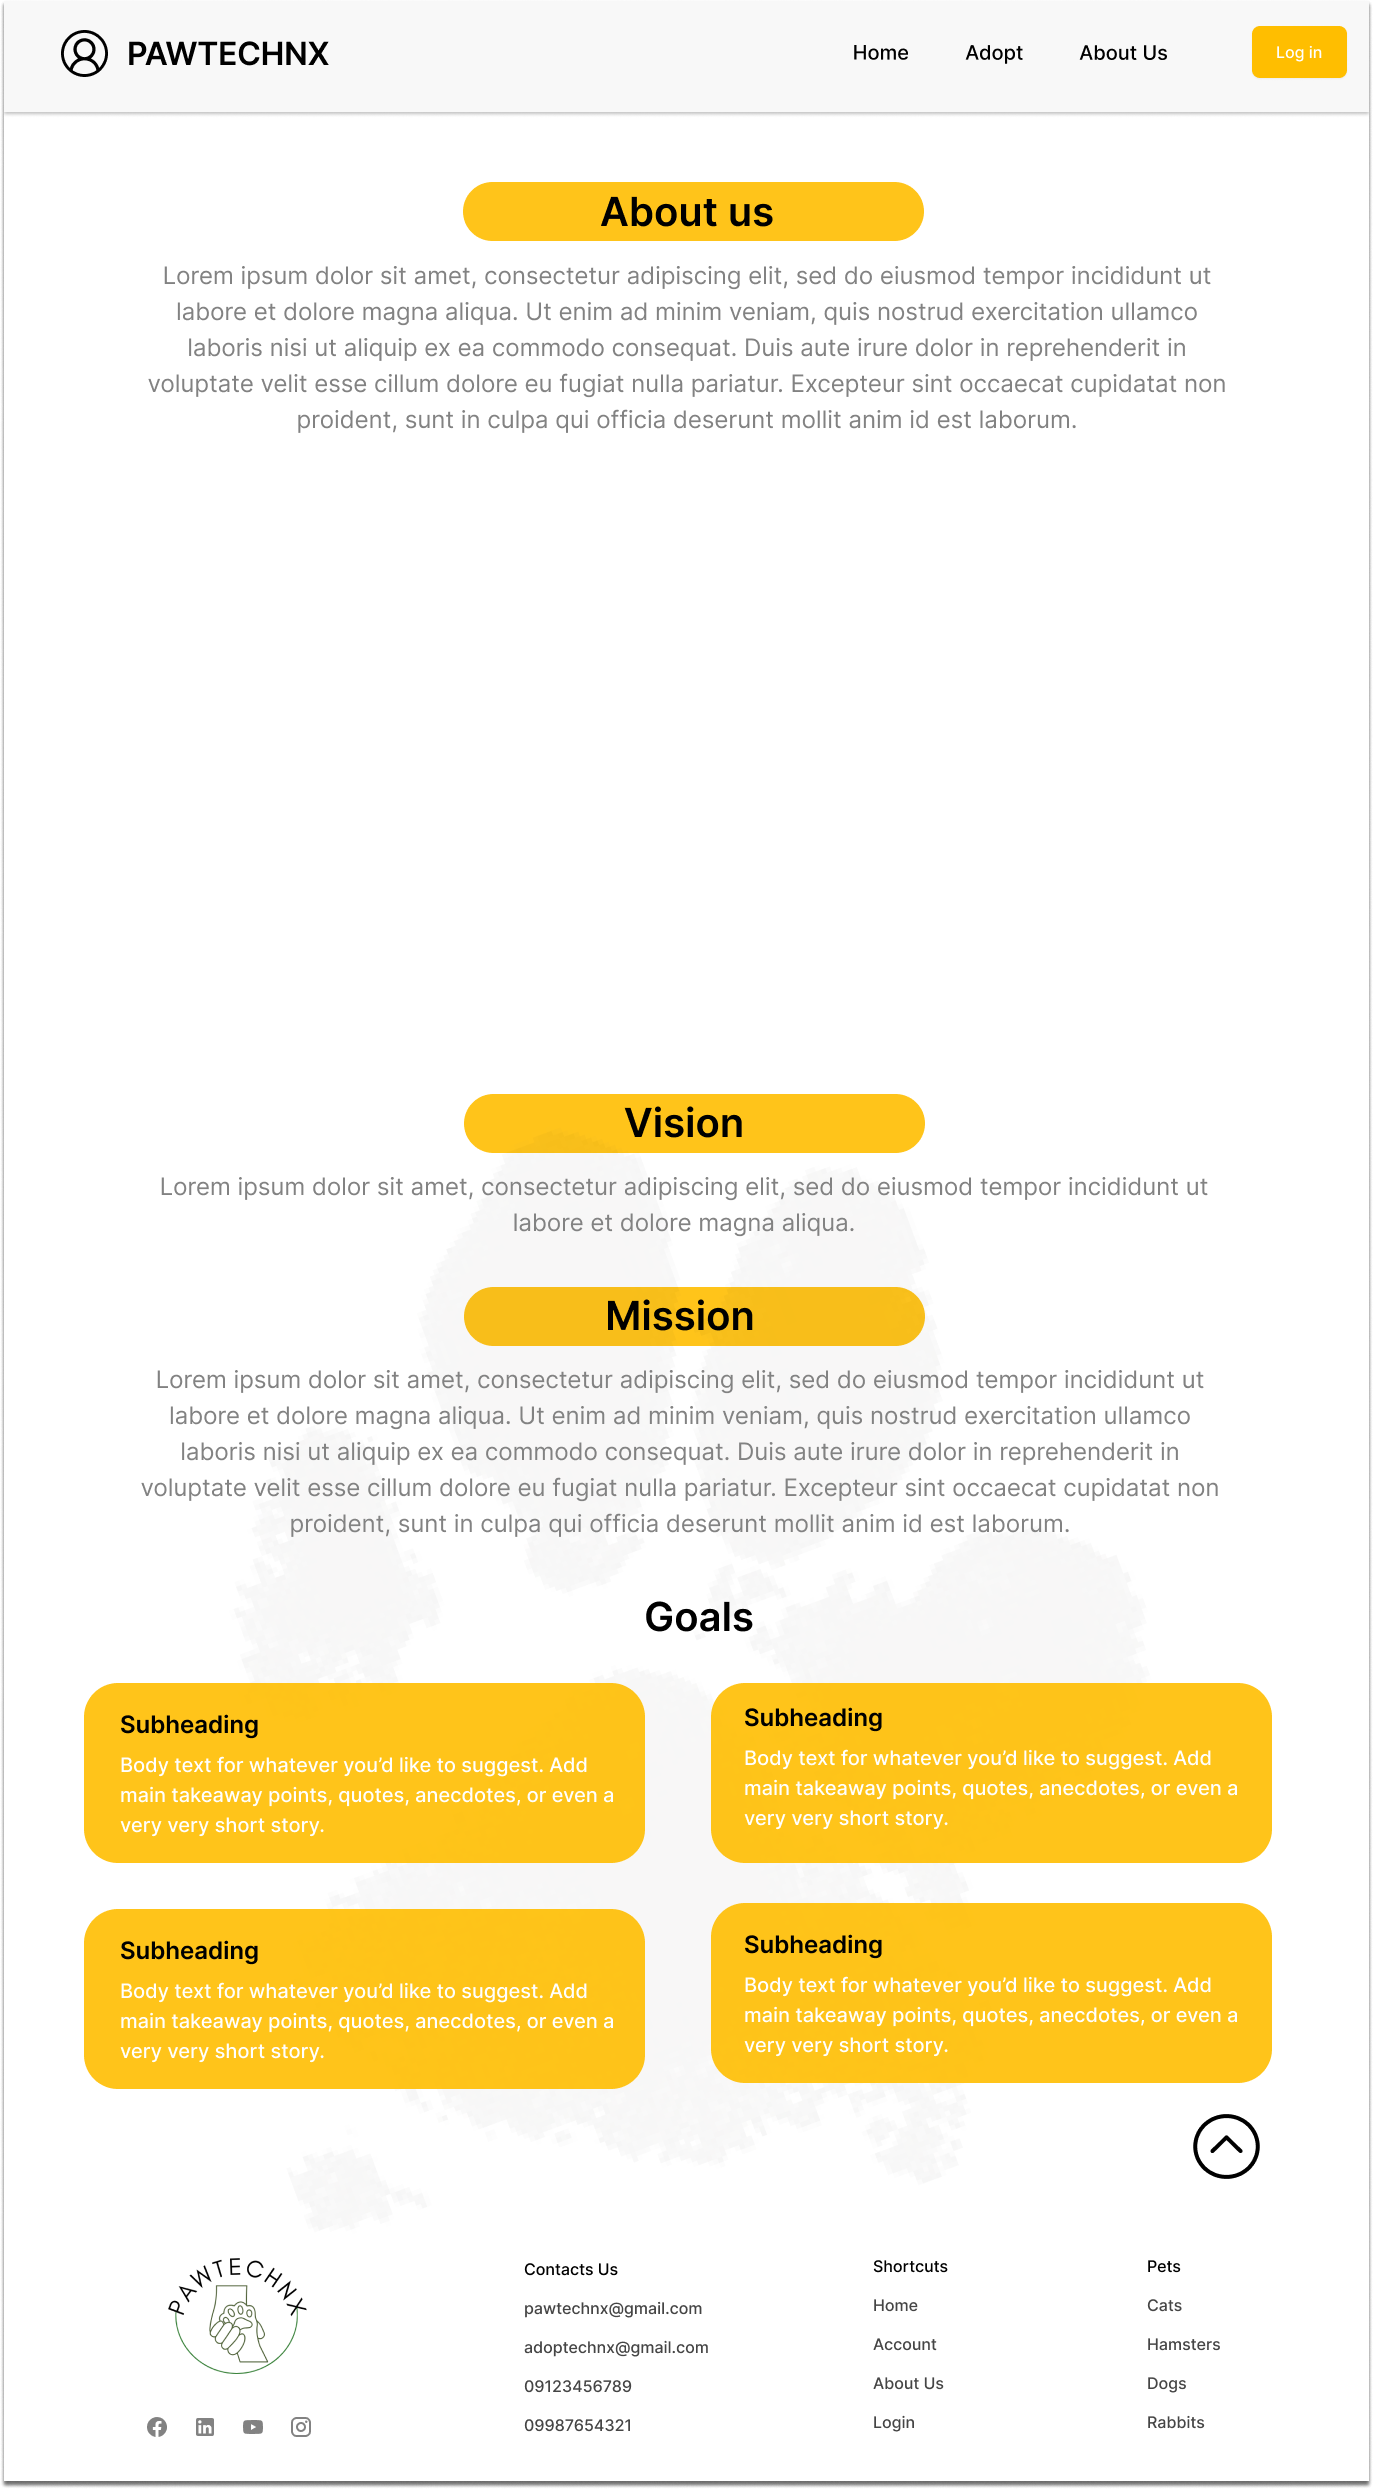 PAWTECHNX
Home Adopt About Us Log in
About us
Lorem ipsum dolor sit amet, consectetur adipiscing elit, sed do eiusmod tempor incididunt ut
labore et dolore magna aliqua. Ut enim ad minim veniam, quis nostrud exercitation ullamco
laboris nisi ut aliquip ex ea commodo consequat. Duis aute irure dolor in reprehenderit in
voluptate velit esse cillum dolore eu fugiat nulla pariatur. Excepteur sint occaecat cupidatat non
proident, sunt in culpa qui officia deserunt mollit anim id est laborum.
Vision
Lorem ipsum dolor sit amet, consectetur adipiscing elit, sed do eiusmod tempor incididunt ut
labore et dolore magna aliqua.
Mission
Lorem ipsum dolor sit amet, consectetur adipiscing elit, sed do eiusmod tempor incididunt ut
labore et dolore magna aliqua. Ut enim ad minim veniam, quis nostrud exercitation ullamco
laboris nisi ut aliquip ex ea commodo consequat. Duis aute irure dolor in reprehenderit in
voluptate velit esse cillum dolore eu fugiat nulla pariatur. Excepteur sint occaecat cupidatat non
proident, sunt in culpa qui officia deserunt mollit anim id est laborum.
Goals
Subheading
Body text for whatever you’d like to suggest. Add
main takeaway points, quotes, anecdotes, or even a
very very short story.
Subheading
Body text for whatever you’d like to suggest. Add
main takeaway points, quotes, anecdotes, or even a
very very short story.
Subheading
Body text for whatever you’d like to suggest. Add
main takeaway points, quotes, anecdotes, or even a
very very short story.
Subheading
Body text for whatever you’d like to suggest. Add
main takeaway points, quotes, anecdotes, or even a
very very short story.
PAWTECHNX
Contacts Us
pawtechnx@gmail.com
adoptechnx@gmail.com
09123456789
09987654321
Shortcuts
Home
Account
About Us
Login
Pets
Cats
Hamsters
Dogs
Rabbits